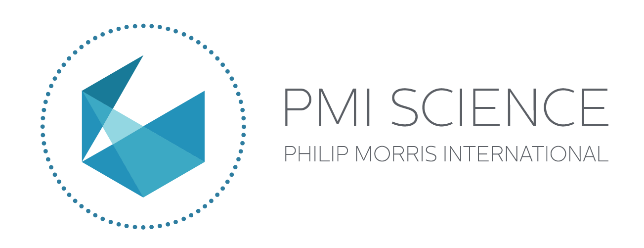 PMI SCIENCE
PHILIP MORRIS INTERNATIONAL